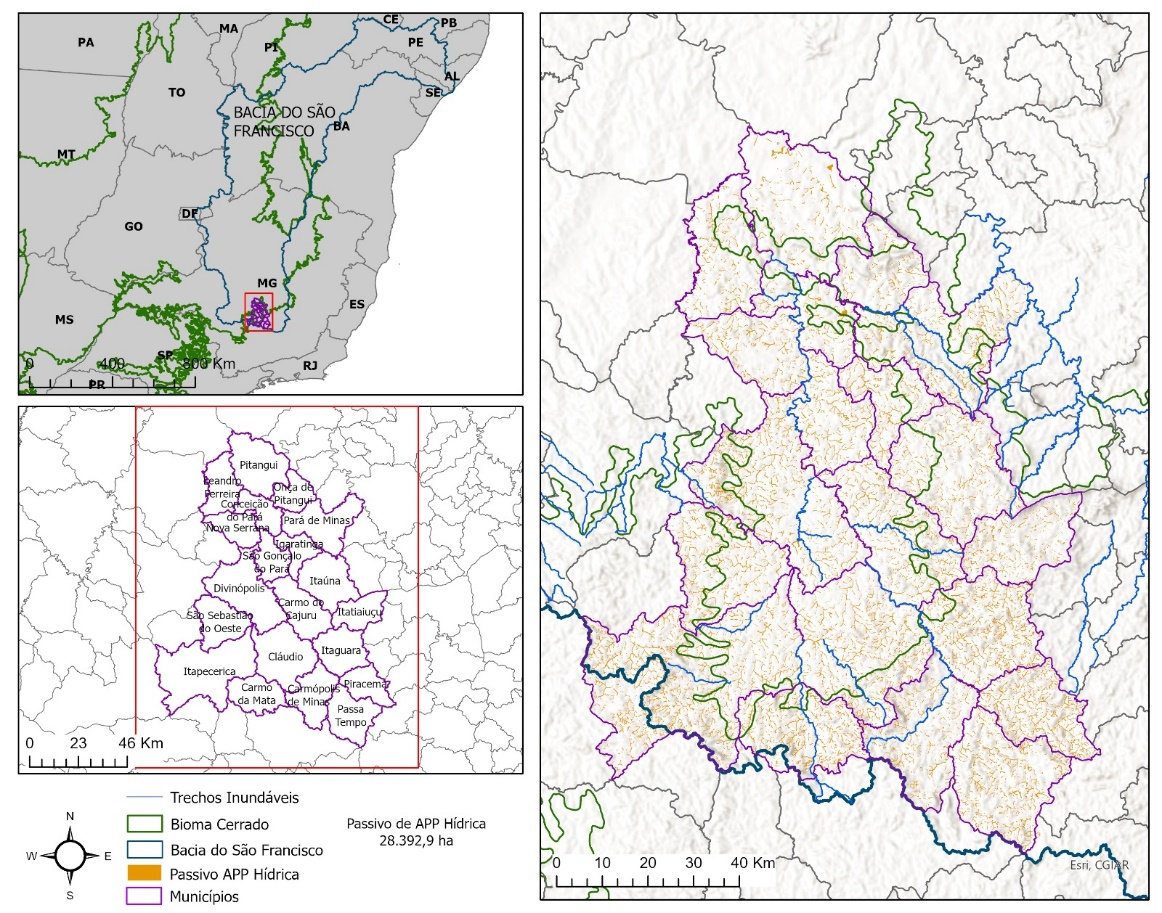 CE
PB
MA
PA
PI
PE
TO
AL
SE
BACIA DO SÃO
FRANCISCO
BA
MT
DF
GO
MG
ES
MS
SP
RJ
PR
0 400 800 Km
Pitangui
Leandro
Ferreira
Onça de
Pitangui
Conceição
do Pará
Pará de Minas
Nova Serrana
Igaratinga
São Gonçalo
do Pará
Itaúna
Divinópolis
Carmo do
Cajuru
Itatiaiuçu
São Sebastião
do Oeste
Itaguara
Cláudio
Itapecerica
Piracema
Carmo
da Mata
Carmópolis
de Minas
Passa
Tempo
0 23 46 Km
Trechos Inundáveis
Bioma Cerrado
Bacia do São Francisco
Passivo APP Hídrica
Municípios
N
W
E
S
Passivo de APP Hídrica
28.392,9 ha
0 10 20 30 40 Km
Esri, CGIAR